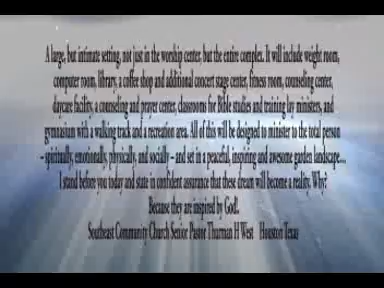 A large, but intimate setting, not just in the worship center, but the entire complex. It will include weight room,
computer room, library, a coffee shop and additional concert stage center, fitness room, counseling center,
daycare facility, a counseling and prayer center, classrooms for Bible studies and training lay ministers, and
gymnasium with a walking track and a recreation area. All of this will be designed to minister to the total person
– spiritually, emotionally, physically, and socially – and set in a peaceful, inspiring and awesome garden landscape…
I stand before you today and state in confident assurance that these dream will become a reality. Why?
Because they are inspired by God!.
Southeast Community Church Senior Pastor Thurman H West Houston Texas